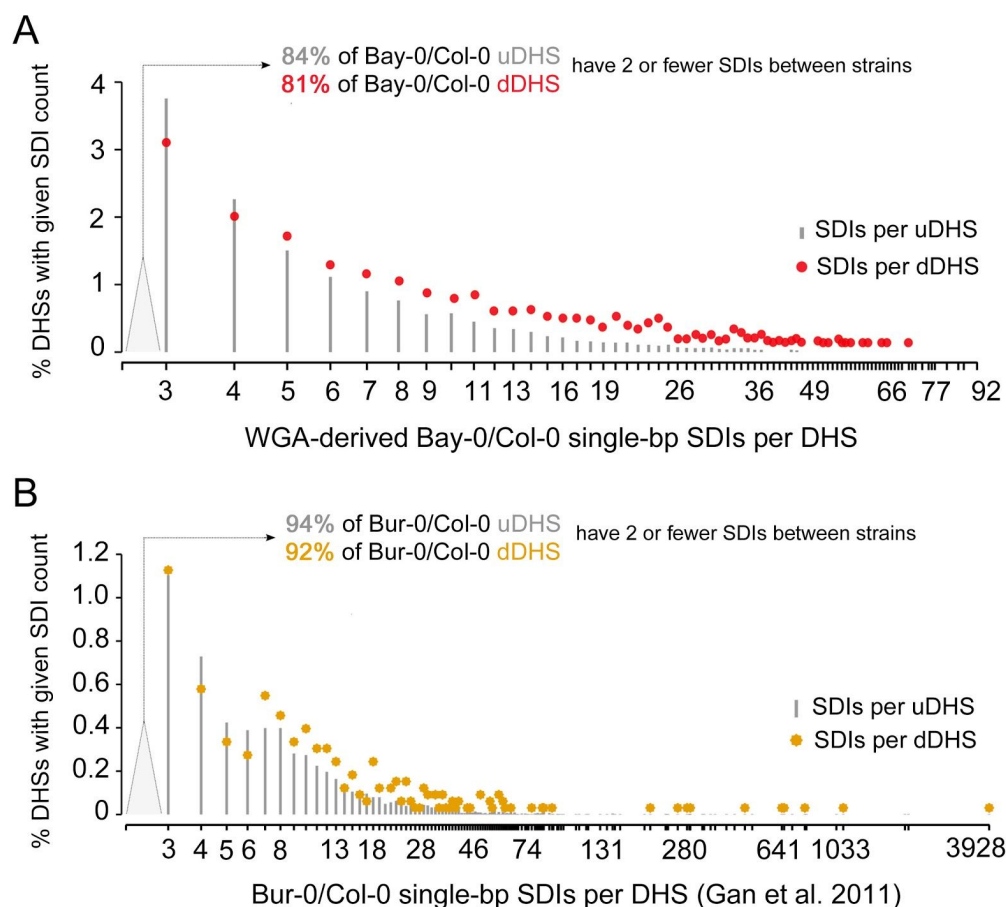 A
84% of Bay-0/Col-0 uDHS
81% of Bay-0/Col-0 dDHS
have 2 or fewer SDIs between strains
% DHSs with given SDI count
4
3
2
1
0
SDIs per uDHS
SDIs per dDHS
3 4 5 6 7 8 9 11 13 16 19 26 36 49 66 77 92
WGA-derived Bay-0/Col-0 single-bp SDIs per DHS
B
94% of Bur-0/Col-0 uDHS
92% of Bur-0/Col-0 dDHS
have 2 or fewer SDIs between strains
% DHSs with given SDI count
1.2
1.0
0.8
0.6
0.4
0.2
0
SDIs per uDHS
SDIs per dDHS
3 4 5 6 8 13 18 28 46 74 131 280 641 1033 3928
Bur-0/Col-0 single-bp SDIs per DHS (Gan et al. 2011)